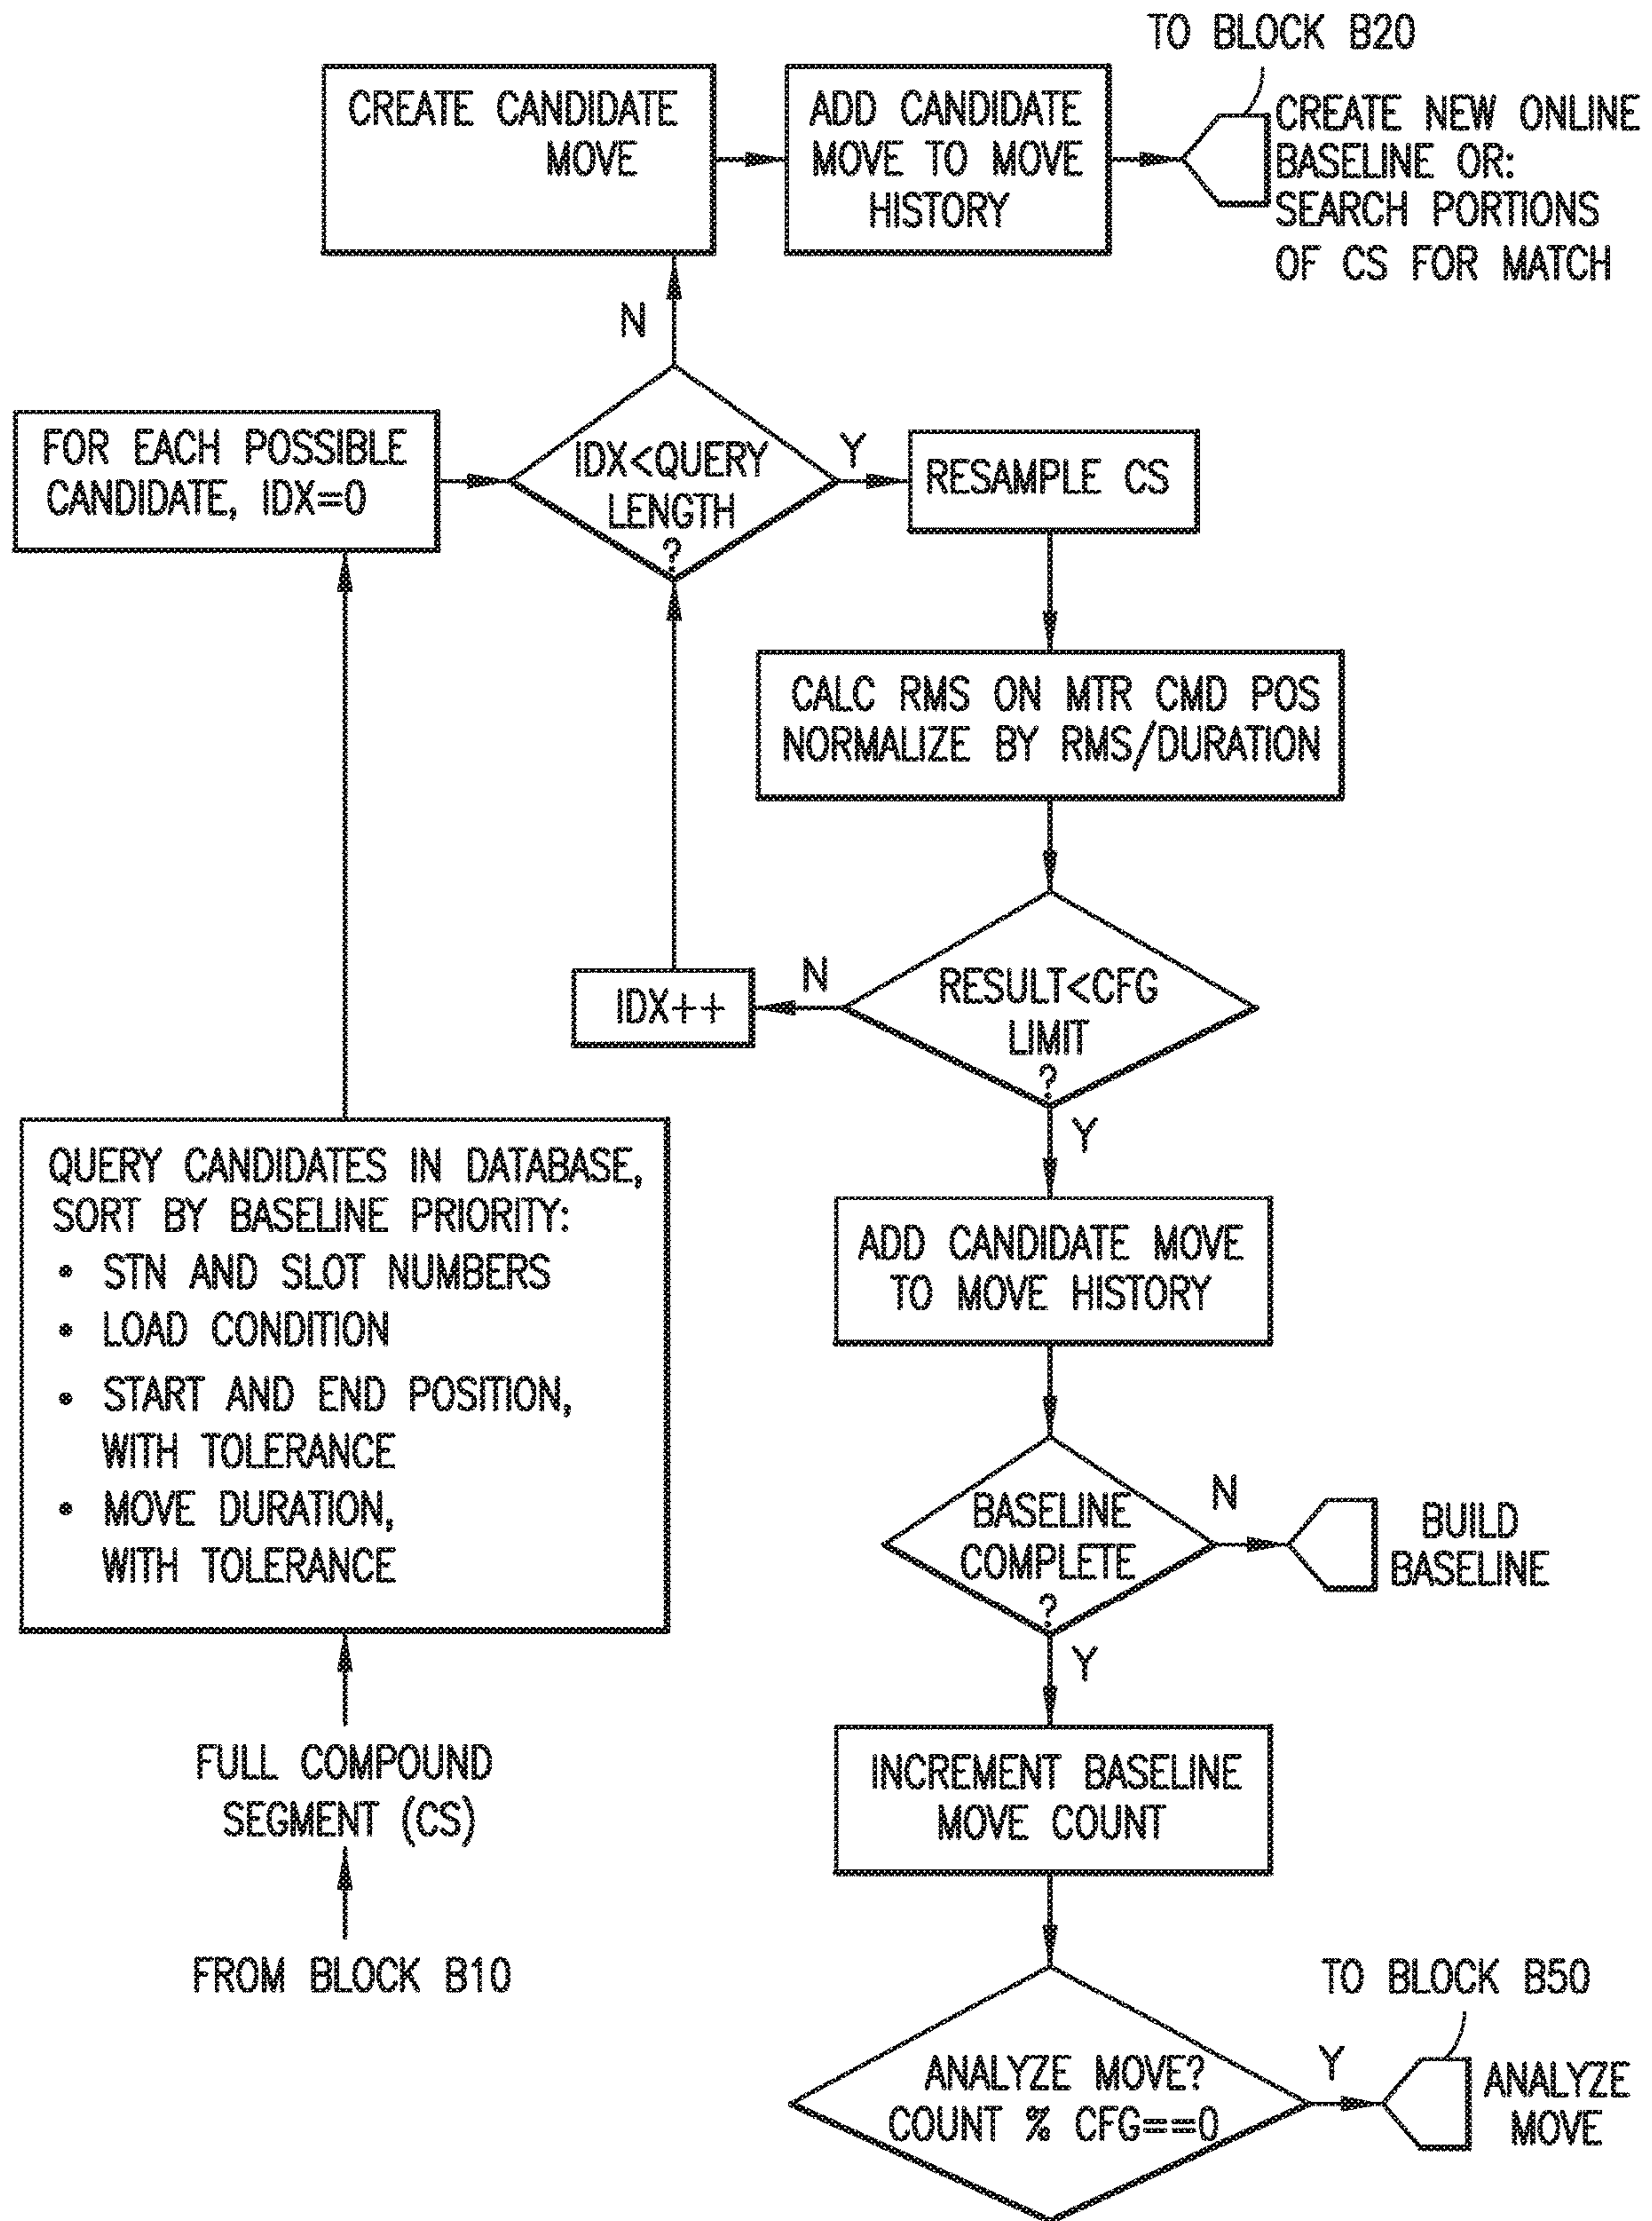 TO BLOCK B20
CREATE CANDIDATE
MOVE
ADD CANDIDATE
MOVE TO MOVE
HISTORY
CREATE NEW ONLINE
BASELINE OR:
SEARCH PORTIONS
OF CS FOR MATCH
N
FOR EACH POSSIBLE
CANDIDATE, IDX=0
IDX<QUERY
LENGTH
?
Y
RESAMPLE CS
CALC RMS ON MTR CMD POS
NORMALIZE BY RMS/DURATION
RESULT<CFG
LIMIT
?
N
IDX++
Y
QUERY CANDIDATES IN DATABASE,
SORT BY BASELINE PRIORITY:
• STN AND SLOT NUMBERS
• LOAD CONDITION
• START AND END POSITION,
WITH TOLERANCE
• MOVE DURATION,
WITH TOLERANCE
ADD CANDIDATE MOVE
TO MOVE HISTORY
BASELINE
COMPLETE
?
N
BUILD
BASELINE
Y
FULL COMPOUND
SEGMENT (CS)
FROM BLOCK B10
INCREMENT BASELINE
MOVE COUNT
ANALYZE MOVE?
COUNT % CFG==0
Y
TO BLOCK B50
ANALYZE
MOVE